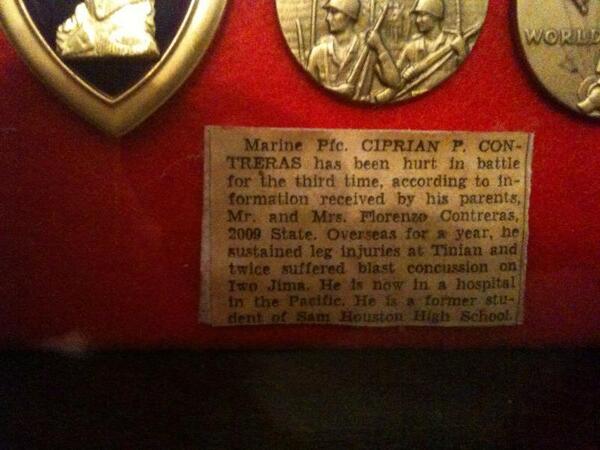 WORLD
Marine Pfc. CIPRIAN P. CON-
TRERAS has been hurt in battle
for the third time, according to in-
formation received by his parents,
Mr. and Mrs. Florenzo Contreras,
2009 State. Overseas for a year, he
sustained leg injuries at Tinian and
twice suffered blast concussion on
Iwo Jima. He is now in a hospital
in the Pacific. He is a former stu-
dent of Sam Houston High School.